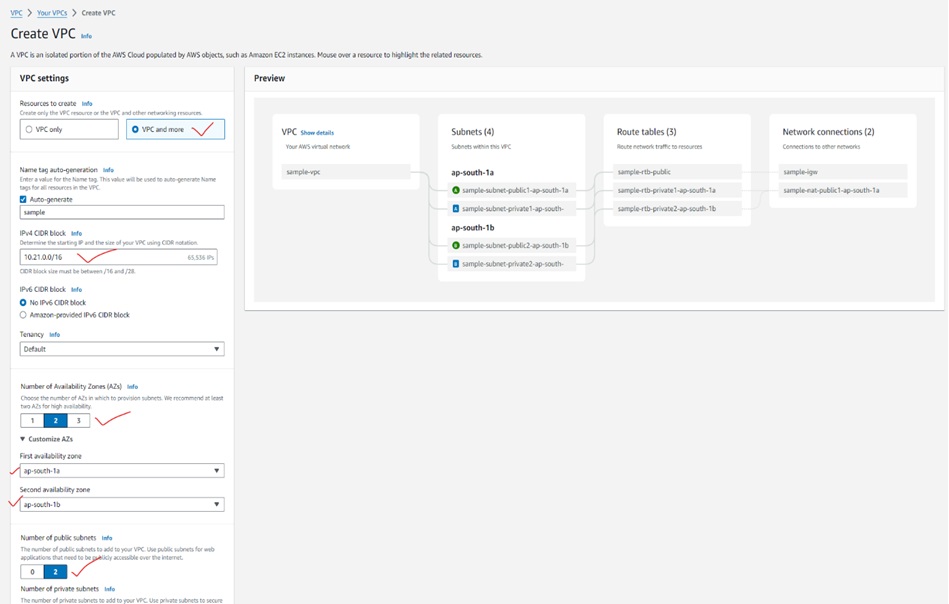 VPC > Your VPCs > Create VPC
Create VPC Info
A VPC is an isolated portion of the AWS Cloud populated by AWS objects, such as Amazon EC2 instances. Mouse over a resource to highlight the related resources.
VPC settings
Resources to create Info
Create only the VPC resource or the VPC and other networking resources.
VPC only
VPC and more
Name tag auto-generation Info
Enter a value for the Name tag. This value will be used to auto-generate Name
tags for all resources in the VPC.
Auto-generate
sample
IPv4 CIDR block Info
Determine the starting IP and the size of your VPC using CIDR notation.
10.21.0.0/16 65,536 IPs
CIDR block size must be between /16 and /28.
IPv6 CIDR block Info
No IPv6 CIDR block
Amazon-provided IPv6 CIDR block
Tenancy Info
Default
Number of Availability Zones (AZs) Info
Choose the number of AZs in which to provision subnets. We recommend at least
two AZs for high availability.
1 2 3
Customize AZs
First availability zone
ap-south-1a
Second availability zone
ap-south-1b
Number of public subnets Info
The number of public subnets to add to your VPC. Use public subnets for web
applications that need to be publicly accessible over the internet.
0 2
Number of private subnets Info
The number of private subnets to add to your VPC. Use private subnets to secure
Preview
VPC Show details
Your AWS virtual network
sample-vpc
Subnets (4)
Subnets within this VPC
ap-south-1a
A sample-subnet-public1-ap-south-1a
A sample-subnet-private1-ap-south-
ap-south-1b
B sample-subnet-public2-ap-south-1b
B sample-subnet-private2-ap-south-
Route tables (3)
Route network traffic to resources
sample-rtb-public
sample-rtb-private1-ap-south-1a
sample-rtb-private2-ap-south-1b
Network connections (2)
Connections to other networks
sample-igw
sample-nat-public1-ap-south-1a